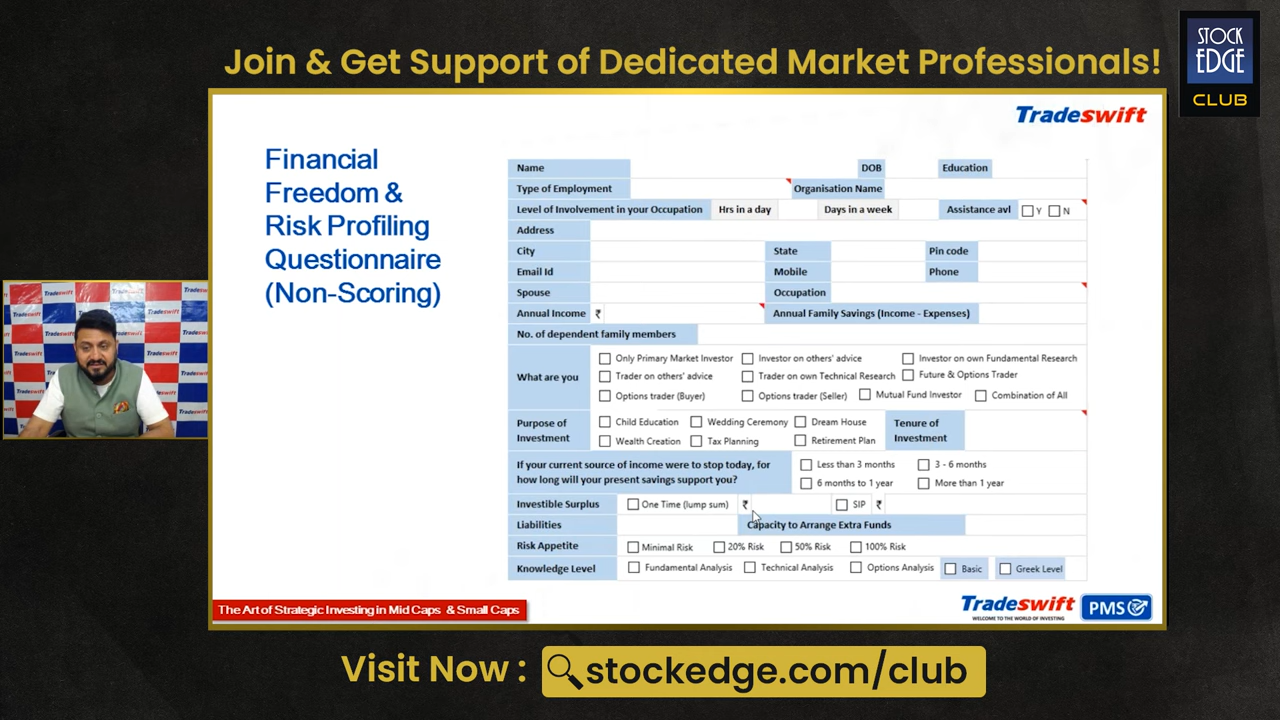 Join & Get Support of Dedicated Market Professionals!
STOCK
EDGE
CLUB
Tradeswift
Financial
Freedom &
Risk Profiling
Questionnaire
(Non-Scoring)
Name DOB Education
Type of Employment Organisation Name
Level of Involvement in your Occupation Hrs in a day Days in a week Assistance avl Y N
Address
City State Pin code
Email Id Mobile Phone
Spouse Occupation
Annual Income ₹ Annual Family Savings (Income - Expenses)
No. of dependent family members
What are you
Only Primary Market Investor Investor on others' advice Investor on own Fundamental Research
Trader on others' advice Trader on own Technical Research Future & Options Trader
Options trader (Buyer) Options trader (Seller) Mutual Fund Investor Combination of All
Purpose of
Investment
Child Education Wedding Ceremony Dream House
Wealth Creation Tax Planning Retirement Plan
Tenure of
Investment
If your current source of income were to stop today, for
how long will your present savings support you?
Less than 3 months 3 - 6 months
6 months to 1 year More than 1 year
Investible Surplus One Time (lump sum) ₹ SIP ₹
Liabilities Capacity to Arrange Extra Funds
Risk Appetite Minimal Risk 20% Risk 50% Risk 100% Risk
Knowledge Level Fundamental Analysis Technical Analysis Options Analysis Basic Greek Level
The Art of Strategic Investing in Mid Caps & Small Caps
Tradeswift
WELCOME TO THE WORLD OF INVESTING
PMS
Tradeswift
Tradeswift
Tradeswift
Tradeswift
Visit Now :
stockedge.com/club